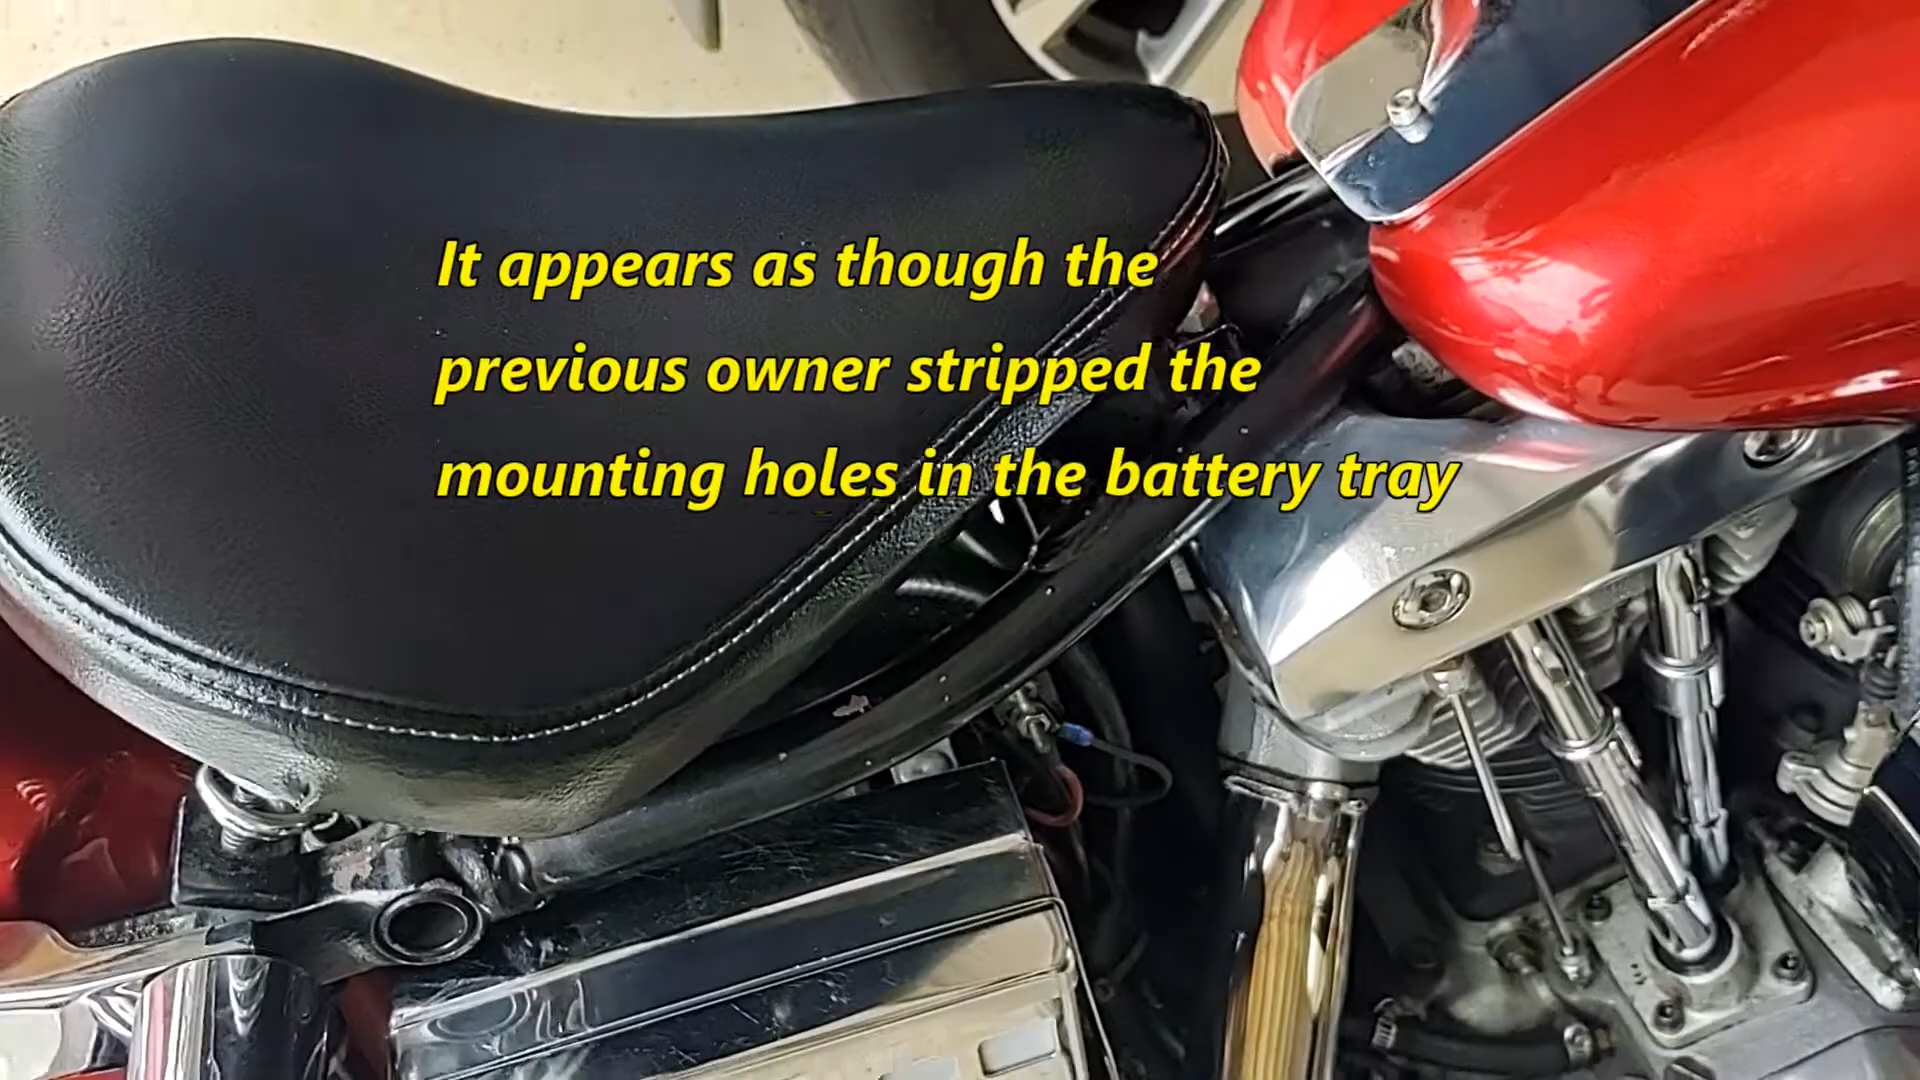 It appears as though the
previous owner stripped the
mounting holes in the battery tray